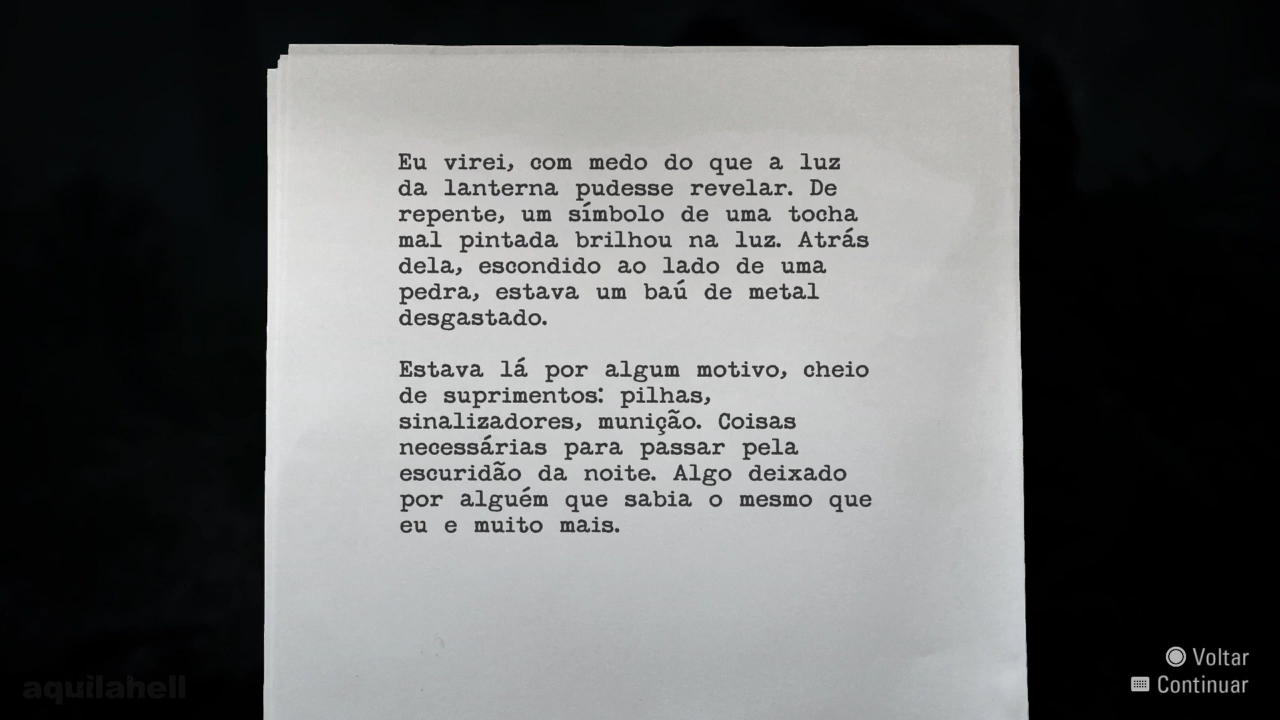 Eu virei, com medo do que a luz
da lanterna pudesse revelar. De
repente, um símbolo de uma tocha
mal pintada brilhou na luz. Atrás
dela, escondido ao lado de uma
pedra, estava um baú de metal
desgastado.
Estava lá por algum motivo, cheio
de suprimentos: pilhas,
sinalizadores, munição. Coisas
necessárias para passar pela
escuridão da noite. Algo deixado
por alguém que sabia o mesmo que
eu e muito mais.
Voltar
Continuar
aquilahell